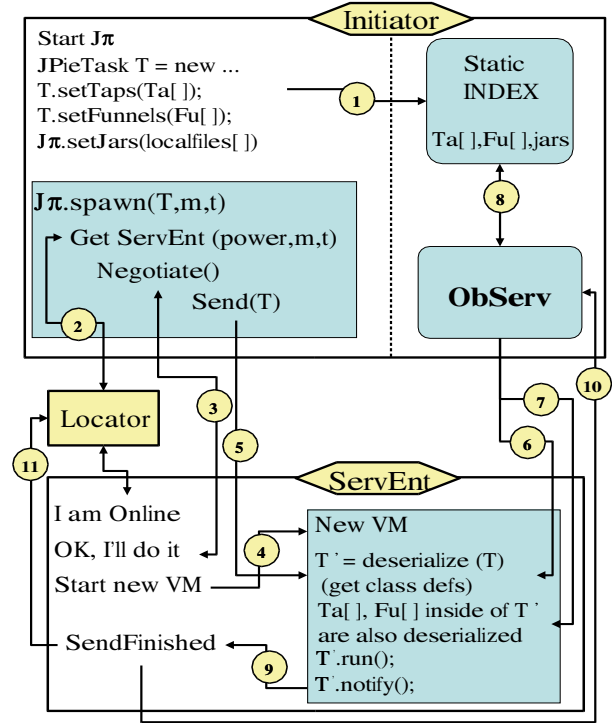 Initiator
Start Jπ
JPieTask T = new ...
T.setTaps(Ta[ ]);
T.setFunnels(Fu[ ]);
Jπ.setJars(localfiles[ ])
1
Static
INDEX
Ta[ ],Fu[ ],jars
8
Jπ.spawn(T,m,t)
Get ServEnt (power,m,t)
Negotiate()
Send(T)
ObServ
2
10
3
7
Locator
11
5
6
ServEnt
I am Online
OK, I'll do it
Start new VM
4
New VM
T ' = deserialize (T)
(get class defs)
Ta[ ], Fu[ ] inside of T '
are also deserialized
T'.run();
T'.notify();
SendFinished
9